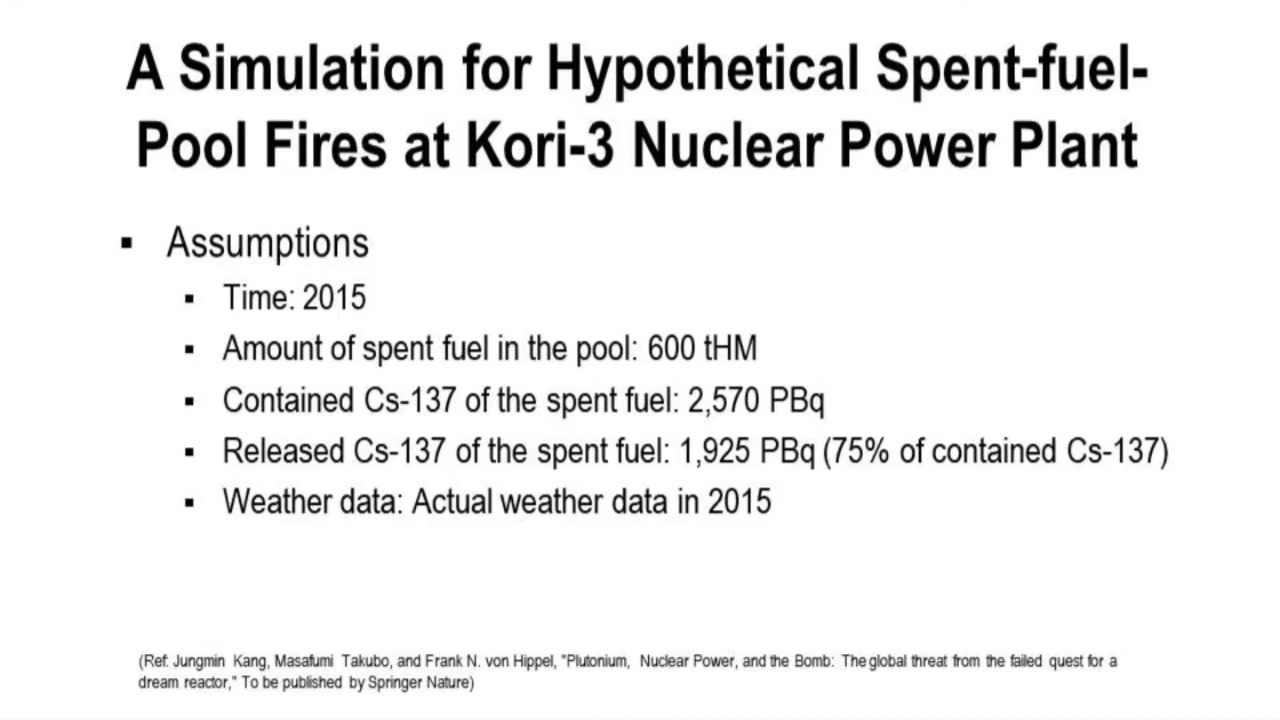 A Simulation for Hypothetical Spent-fuel-
Pool Fires at Kori-3 Nuclear Power Plant
▪ Assumptions
▪ Time: 2015
▪ Amount of spent fuel in the pool: 600 tHM
▪ Contained Cs-137 of the spent fuel: 2,570 PBq
▪ Released Cs-137 of the spent fuel: 1,925 PBq (75% of contained Cs-137)
▪ Weather data: Actual weather data in 2015
(Ref: Jungmin Kang, Masafumi Takubo, and Frank N. von Hippel, "Plutonium, Nuclear Power, and the Bomb: The global threat from the failed quest for a
dream reactor," To be published by Springer Nature)